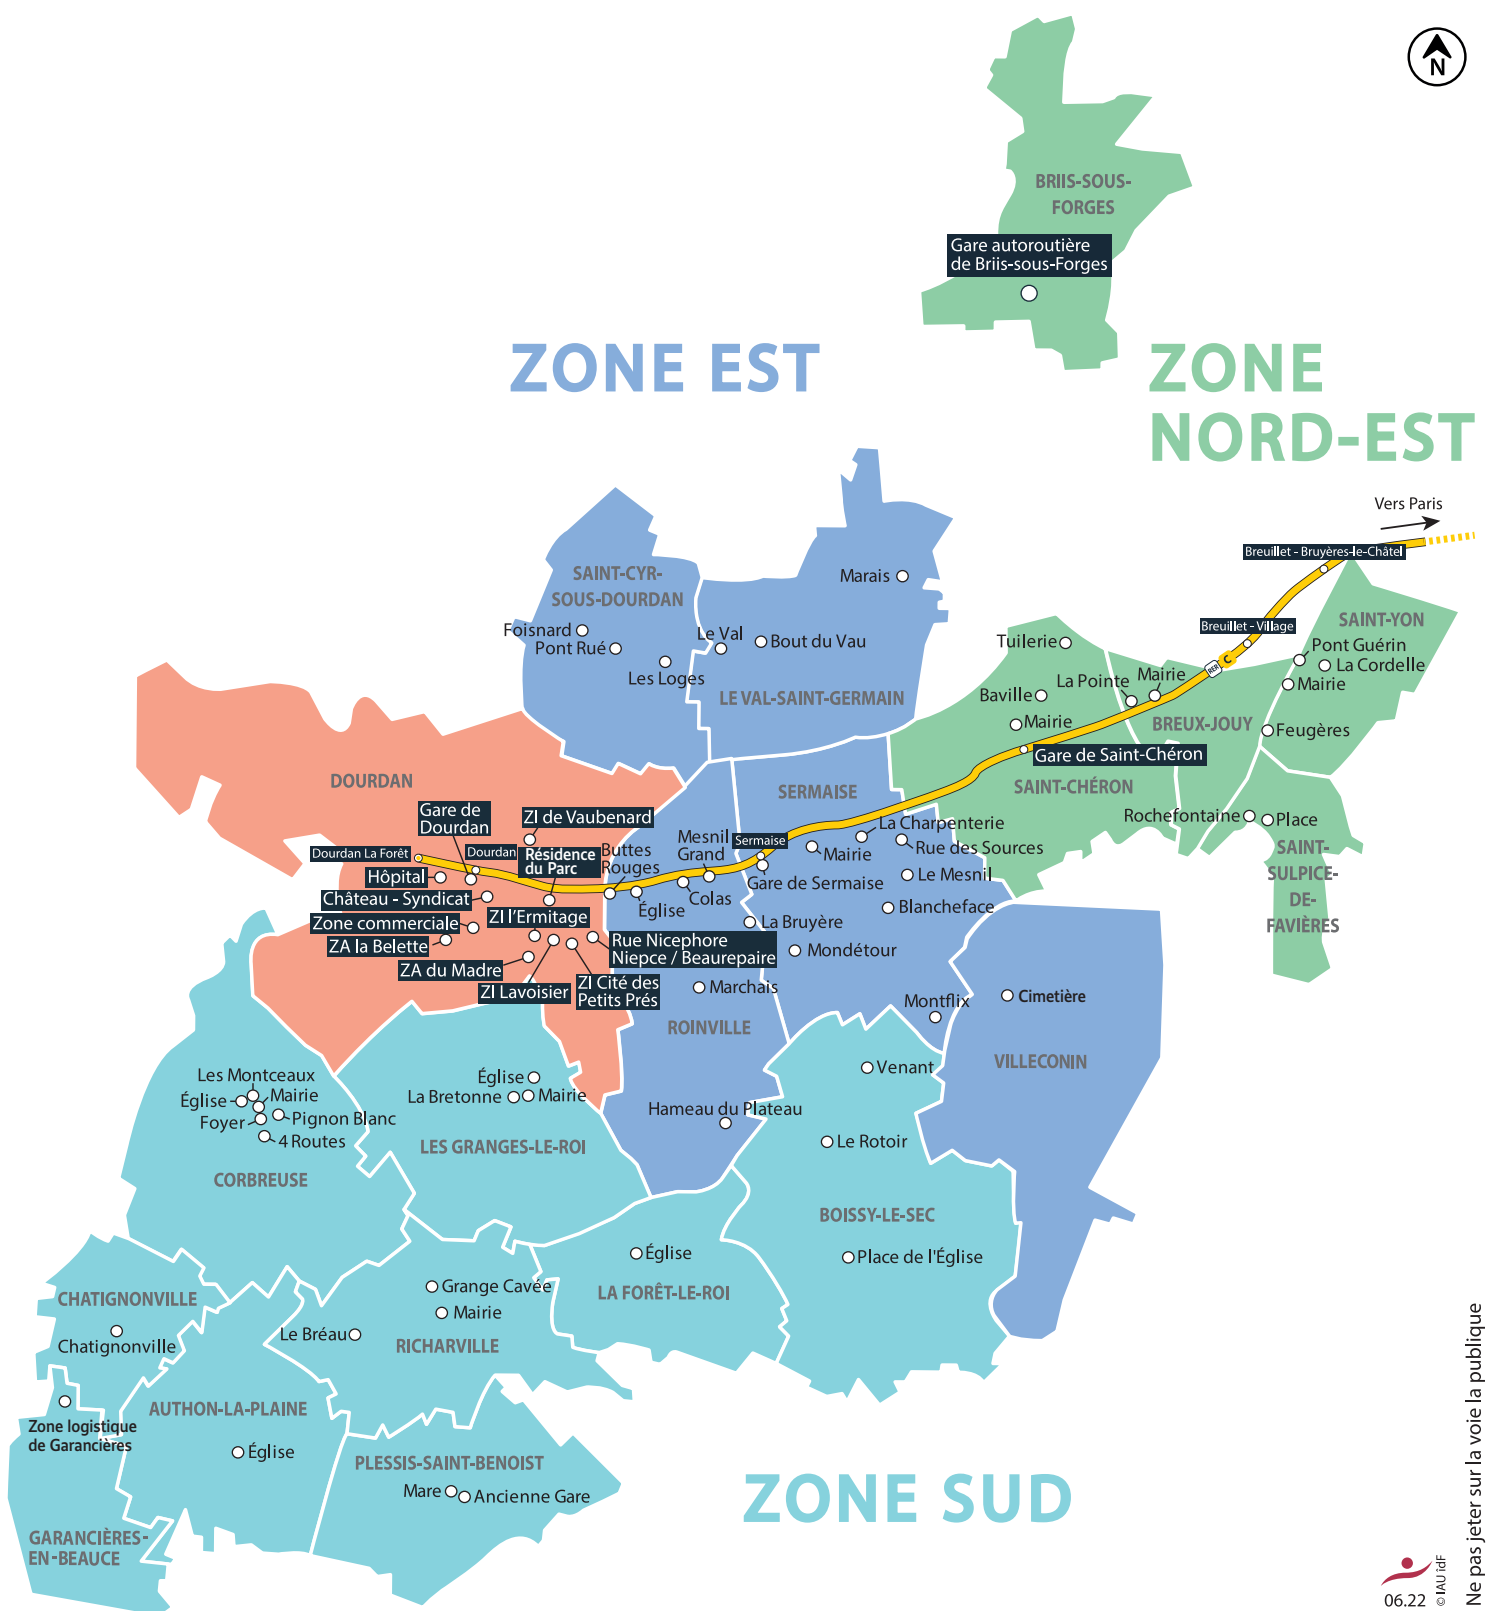 N
BRIIS-SOUS-
FORGES
Gare autoroutière
de Briis-sous-Forges
ZONE EST
ZONE
NORD-EST
Vers Paris
Breuillet - Bruyères-le-Châtel
SAINT-CYR-
SOUS-DOURDAN
Marais
Foisnard
Pont Rué
Les Loges
Le Val
Bout du Vau
LE VAL-SAINT-GERMAIN
Breuillet - Village
SAINT-YON
Pont Guérin
La Cordelle
Mairie
Feugères
Tuilerie
RER
C
La Pointe
Mairie
Baville
Mairie
BREUX-JOUY
Gare de Saint-Chéron
SAINT-CHÉRON
Rochefontaine
Place
SAINT-
SULPICE-
DE-
FAVIÈRES
DOURDAN
SERMAISE
Gare de
Dourdan
ZI de Vaubenard
Dourdan La Forêt
Dourdan
Résidence
du Parc
Buttes
Rouges
Mesnil
Grand
Sermaise
La Charpenterie
Mairie
Rue des Sources
Hôpital
Château - Syndicat
Zone commerciale
ZA la Belette
ZI l'Ermitage
Église
Colas
Gare de Sermaise
Le Mesnil
Blancheface
La Bruyère
Mondétour
Rue Nicephore
Niepce / Beaurepaire
ZA du Madre
ZI Lavoisier
ZI Cité des
Petits Prés
Marchais
ROINVILLE
Montflix
Cimetière
VILLECONIN
Les Montceaux
Église
Mairie
Foyer
Pignon Blanc
4 Routes
CORBREUSE
Église
La Bretonne
Mairie
LES GRANGES-LE-ROI
Hameau du Plateau
Venant
Le Rotoir
BOISSY-LE-SEC
Place de l'Église
Église
LA FORÊT-LE-ROI
CHATIGNONVILLE
Chatignonville
Grange Cavée
Mairie
Le Bréau
RICHARVILLE
Zone logistique
de Garancières
AUTHON-LA-PLAINE
Église
PLESSIS-SAINT-BENOIST
Mare
Ancienne Gare
GARANCIÈRES-
EN-BEAUCE
ZONE SUD
06.22
© IAU îdF
Ne pas jeter sur la voie la publique